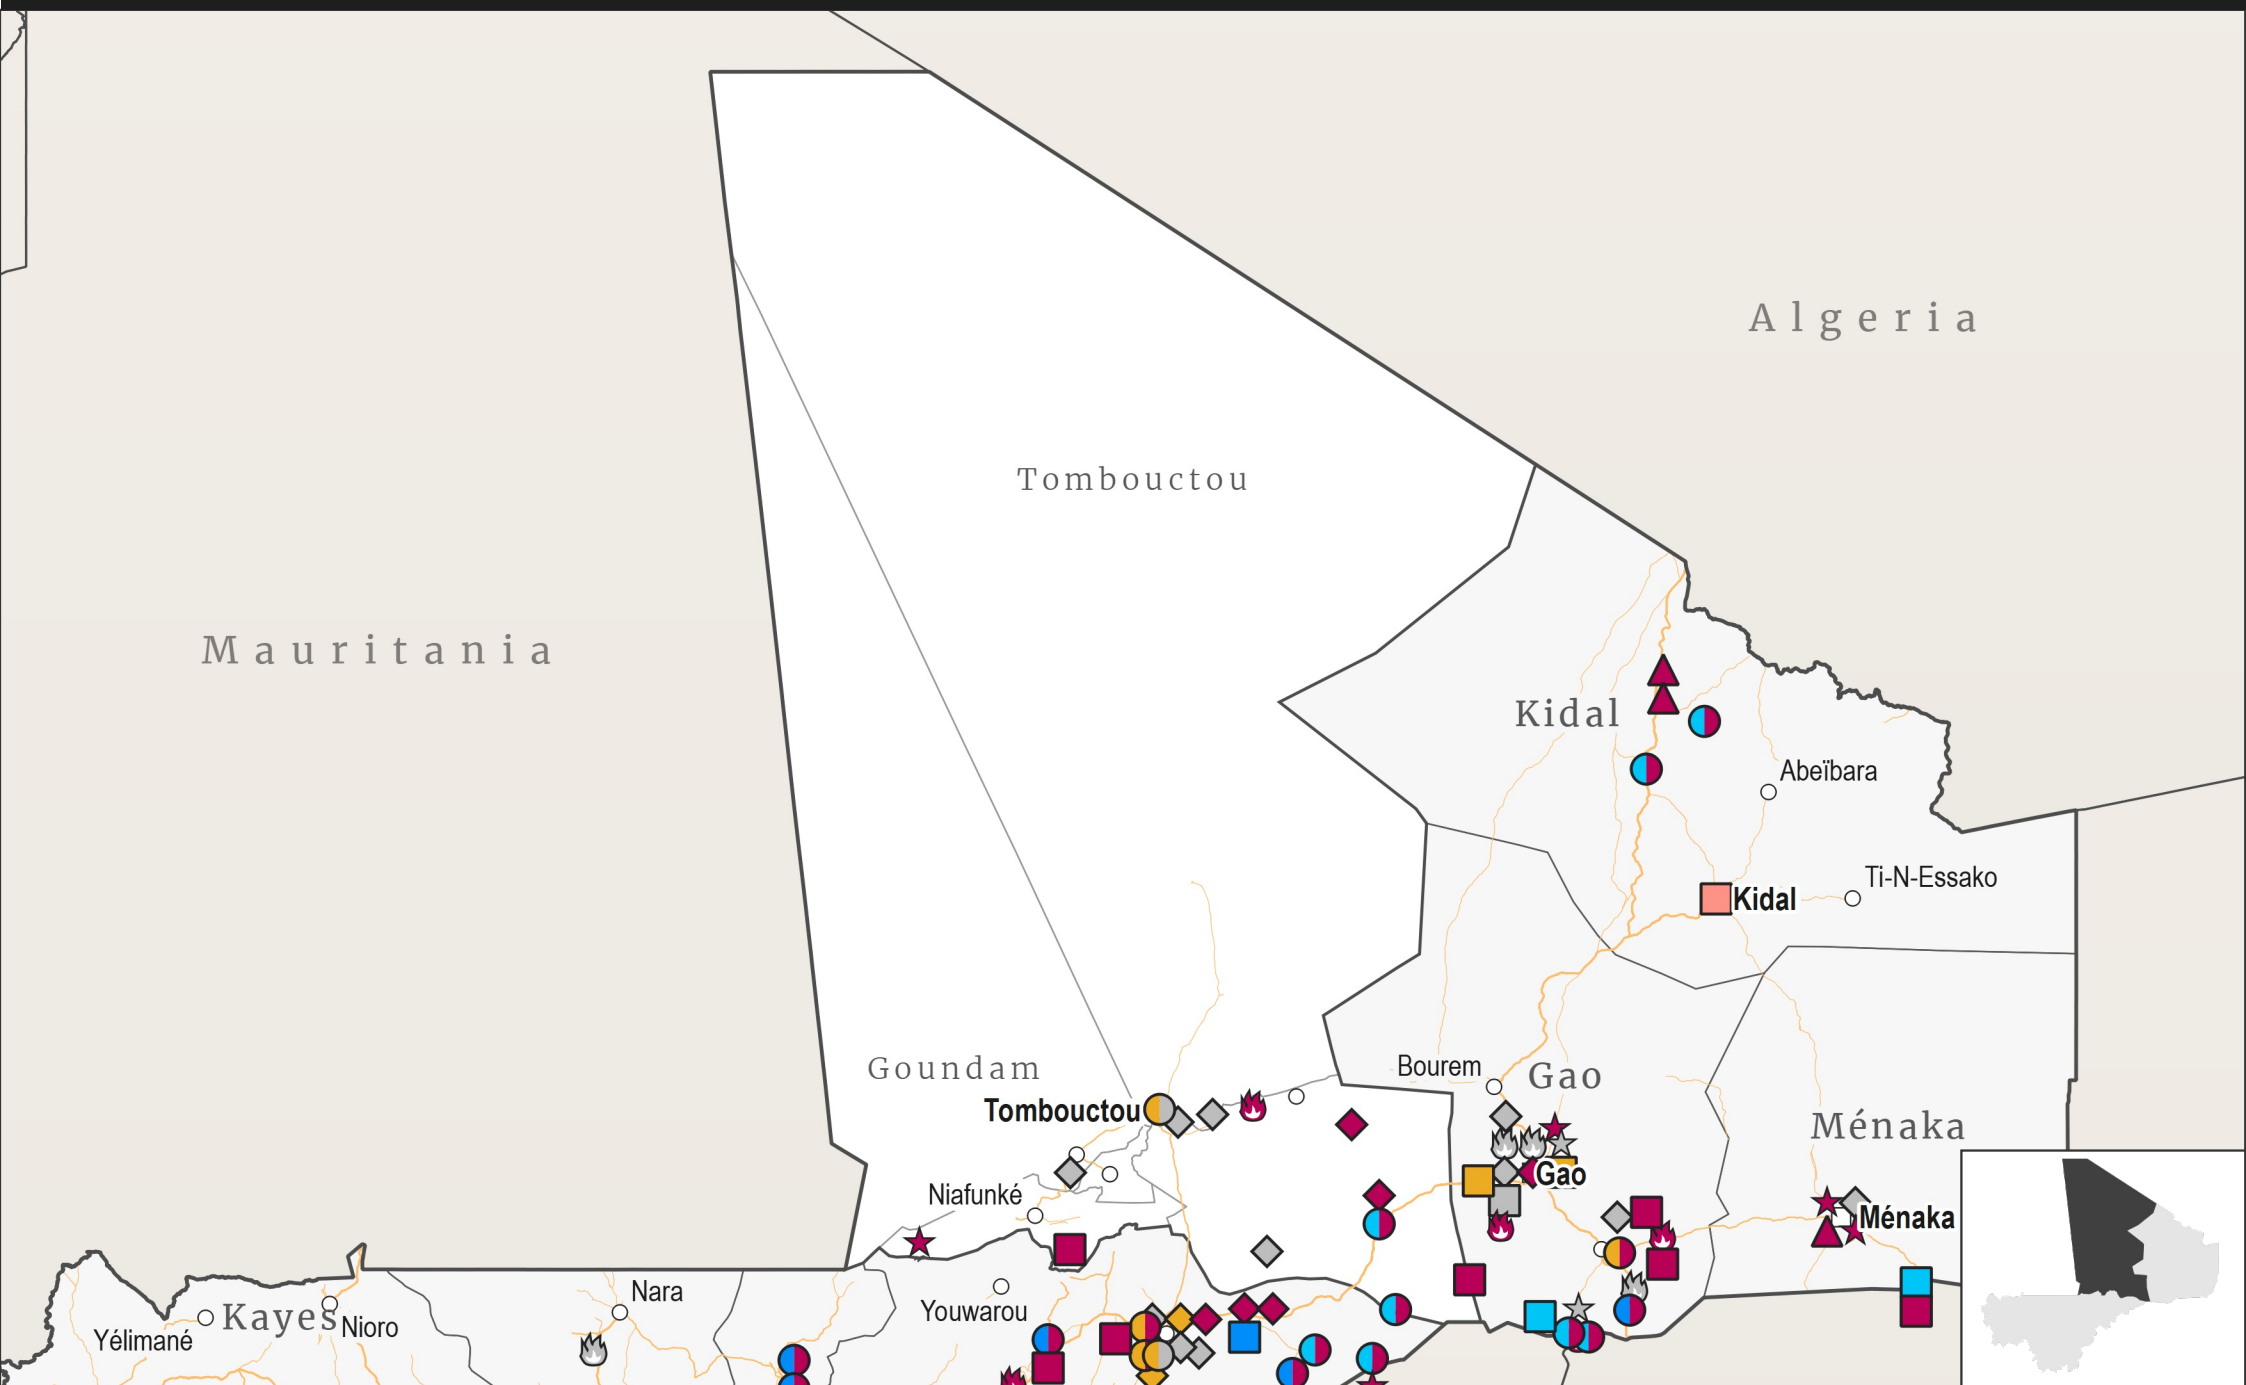 Algeria
Tombouctou
Mauritania
Kidal
Abeïbara
Ti-N-Essako
Kidal
Bourem
Gao
Goundam
Tombouctou
Ménaka
Gao
Niafunké
Ménaka
Nara
Youwarou
Kayes
Nioro
Yélimané